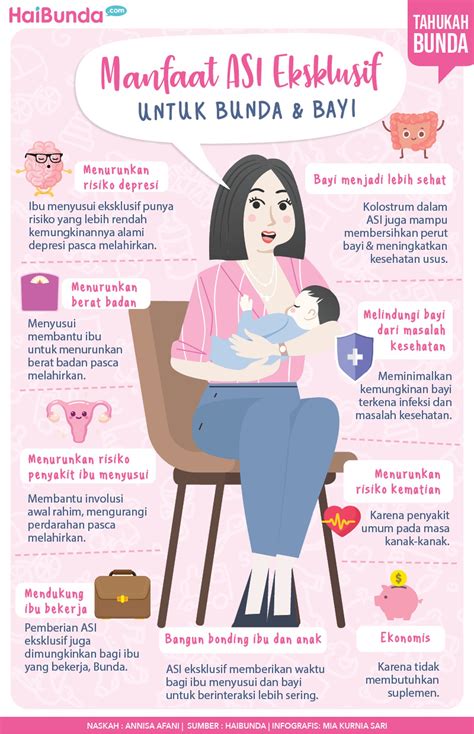 HaiBunda.com
TAHUKAH
BUNDA
Manfaat ASI Eksklusif
UNTUK BUNDA & BAYI
Menurunkan
risiko depresi
Ibu menyusui eksklusif punya
risiko yang lebih rendah
kemungkinannya alami
depresi pasca melahirkan.
Bayi menjadi lebih sehat
Kolostrum dalam
ASI juga mampu
membersihkan perut
bayi & meningkatkan
kesehatan usus.
Menurunkan
berat badan
Menyusui
membantu ibu
untuk menurunkan
berat badan pasca
melahirkan.
Melindungi bayi
dari masalah
kesehatan
Meminimalkan
kemungkinan bayi
terkena infeksi dan
masalah kesehatan.
Menurunkan risiko
penyakit ibu menyusui
Membantu involusi
awal rahim, mengurangi
perdarahan pasca
melahirkan.
Menurunkan
risiko kematian
Karena penyakit
umum pada masa
kanak-kanak.
Mendukung
ibu bekerja
Pemberian ASI
eksklusif juga
dimungkinkan bagi ibu
yang bekerja, Bunda.
Bangun bonding ibu dan anak
ASI eksklusif memberikan waktu
bagi ibu menyusui dan bayi
untuk berinteraksi lebih sering.
$
Ekonomis
Karena tidak
membutuhkan
suplemen.
NASKAH : ANNISA AFANI | SUMBER : HAIBUNDA | INFOGRAFIS: MIA KURNIA SARI